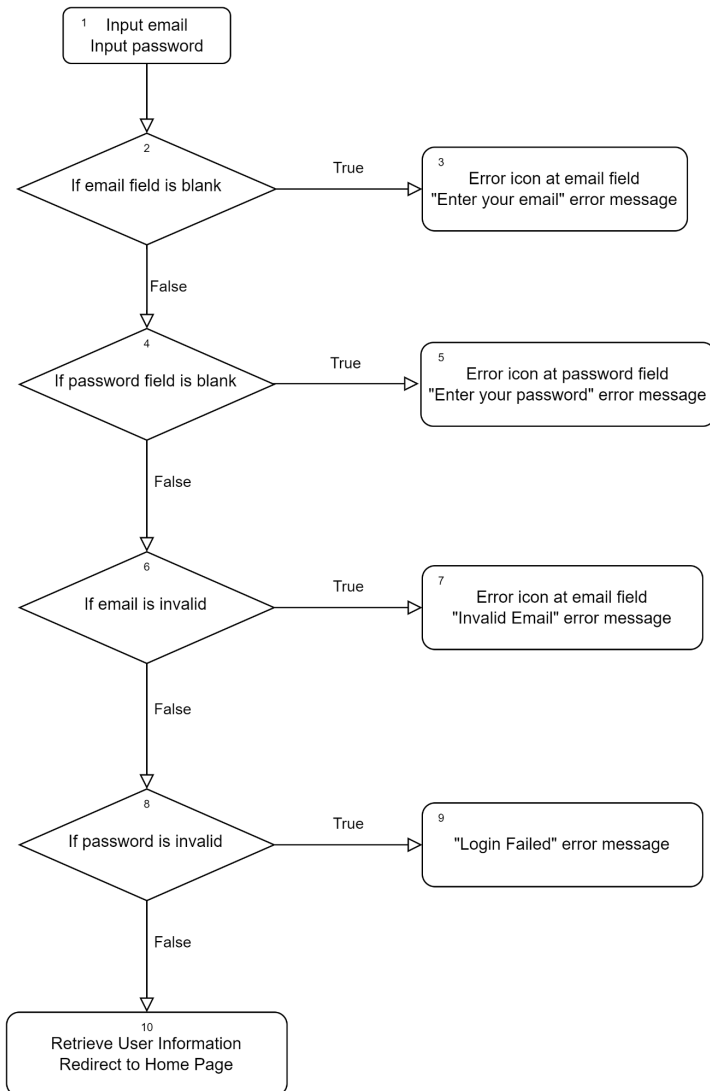 1
Input email
Input password
2
If email field is blank
True
3
Error icon at email field
"Enter your email" error message
False
4
If password field is blank
True
5
Error icon at password field
"Enter your password" error message
False
6
If email is invalid
True
7
Error icon at email field
"Invalid Email" error message
False
8
If password is invalid
True
9
"Login Failed" error message
False
10
Retrieve User Information
Redirect to Home Page